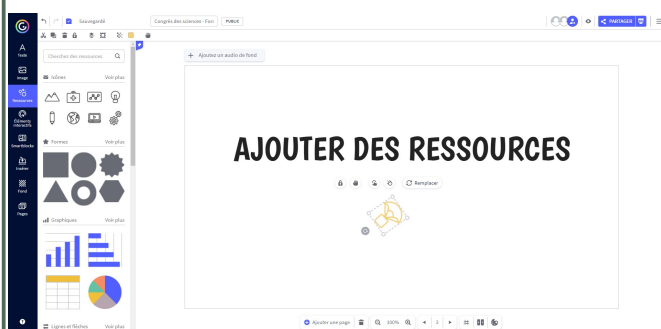 Sauvegardé
Congrès des sciences - Foir
PUBLIC
PARTAGER
Texte
Image
Ressources
Éléments interactifs
Smartblocks
Insérer
Fond
Pages
Cherchez des ressources.
Icônes Voir plus
Formes Voir plus
Graphiques Voir plus
Lignes et flèches Voir plus
+ Ajoutez un audio de fond
AJOUTER DES RESSOURCES
Remplacer
Ajouter une page
100%
3